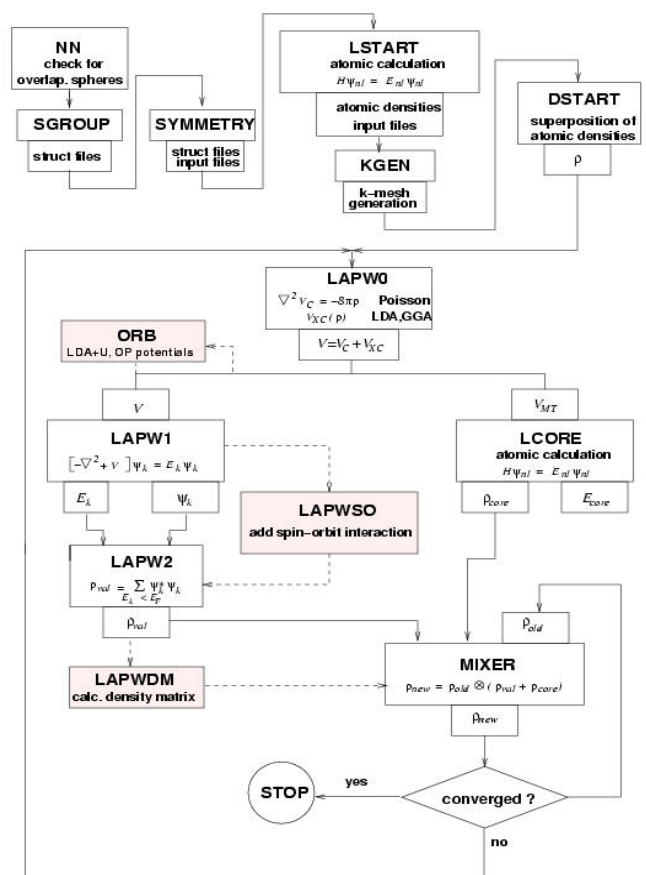 NN
check for
overlap. spheres
SGROUP
struct files
SYMMETRY
struct files
input files
LSTART
atomic calculation
Hψnl = Enl ψnl
atomic densities
input files
KGEN
k−mesh
generation
DSTART
superposition of
atomic densities
ρ
LAPW0
∇²VC = −8πρ Poisson
VXC(ρ) LDA,GGA
V=VC+VXC
ORB
LDA+U, OP potentials
V
VMT
LAPW1
[−∇²+V]ψk = Ekψk
Ek
ψk
LCORE
atomic calculation
Hψnl = Enl ψnl
ρcore
Ecore
LAPWSO
add spin−orbit interaction
LAPW2
ρval = Σ ψk*ψk
Ek < EF
ρval
ρold
LAPWDM
calc. density matrix
MIXER
ρnew = ρold ⊗ (ρval + ρcore)
ρnew
STOP
yes
converged ?
no